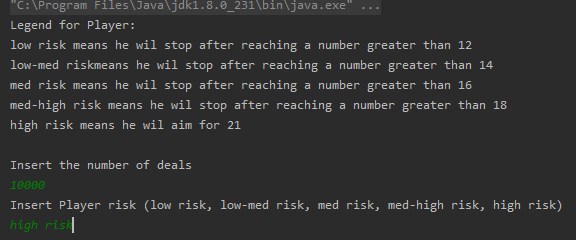 "C:\Program Files\Java\jdk1.8.0_231\bin\java.exe" ...
Legend for Player:
low risk means he wil stop after reaching a number greater than 12
low-med riskmeans he wil stop after reaching a number greater than 14
med risk means he wil stop after reaching a number greater than 16
med-high risk means he wil stop after reaching a number greater than 18
high risk means he wil aim for 21
Insert the number of deals
10000
Insert Player risk (low risk, low-med risk, med risk, med-high risk, high risk)
high risk